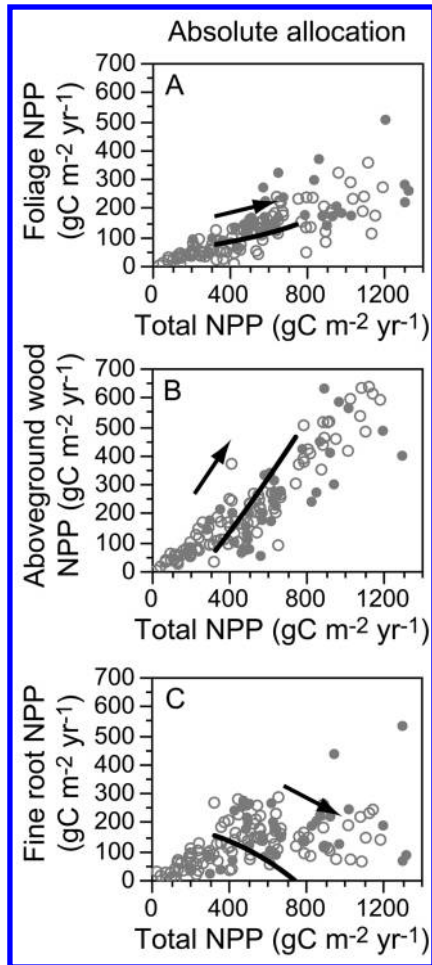 Absolute allocation
A
Foliage NPP
(gC m-2 yr-1)
700
600
500
400
300
200
100
0
0 400 800 1200
Total NPP (gC m-2 yr-1)
B
Aboveground wood
NPP (gC m-2 yr-1)
700
600
500
400
300
200
100
0
0 400 800 1200
Total NPP (gC m-2 yr-1)
C
Fine root NPP
(gC m-2 yr-1)
700
600
500
400
300
200
100
0
0 400 800 1200
Total NPP (gC m-2 yr-1)